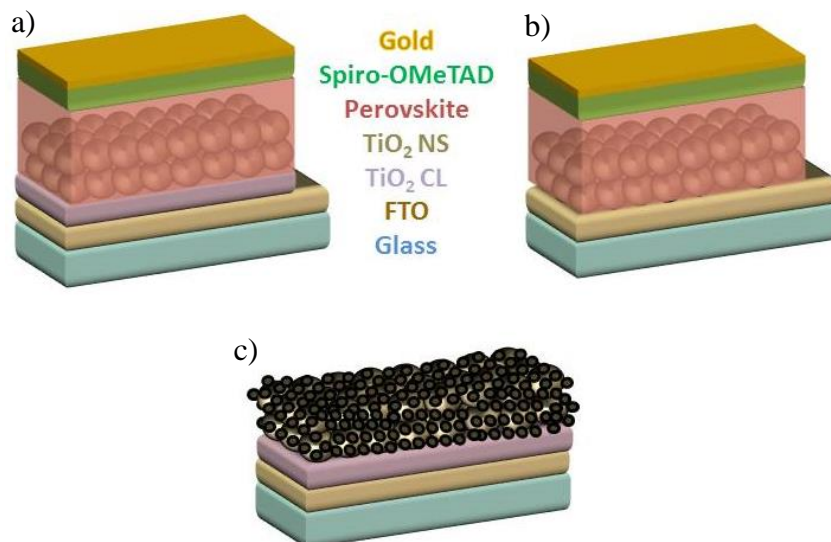 a)
b)
Gold
Spiro-OMeTAD
Perovskite
TiO₂ NS
TiO₂ CL
FTO
Glass
c)